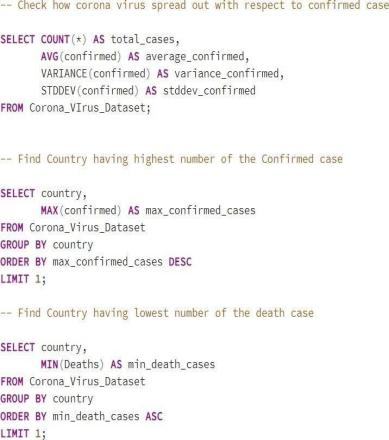 -- Check how corona virus spread out with respect to confirmed case
SELECT COUNT(*) AS total_cases,
AVG(confirmed) AS average_confirmed,
VARIANCE(confirmed) AS variance_confirmed,
STDDEV(confirmed) AS stddev_confirmed
FROM Corona_VIrus_Dataset;
-- Find Country having highest number of the Confirmed case
SELECT country,
MAX(confirmed) AS max_confirmed_cases
FROM Corona_Virus_Dataset
GROUP BY country
ORDER BY max_confirmed_cases DESC
LIMIT 1;
-- Find Country having lowest number of the death case
SELECT country,
MIN(Deaths) AS min_death_cases
FROM Corona_Virus_Dataset
GROUP BY country
ORDER BY min_death_cases ASC
LIMIT 1;